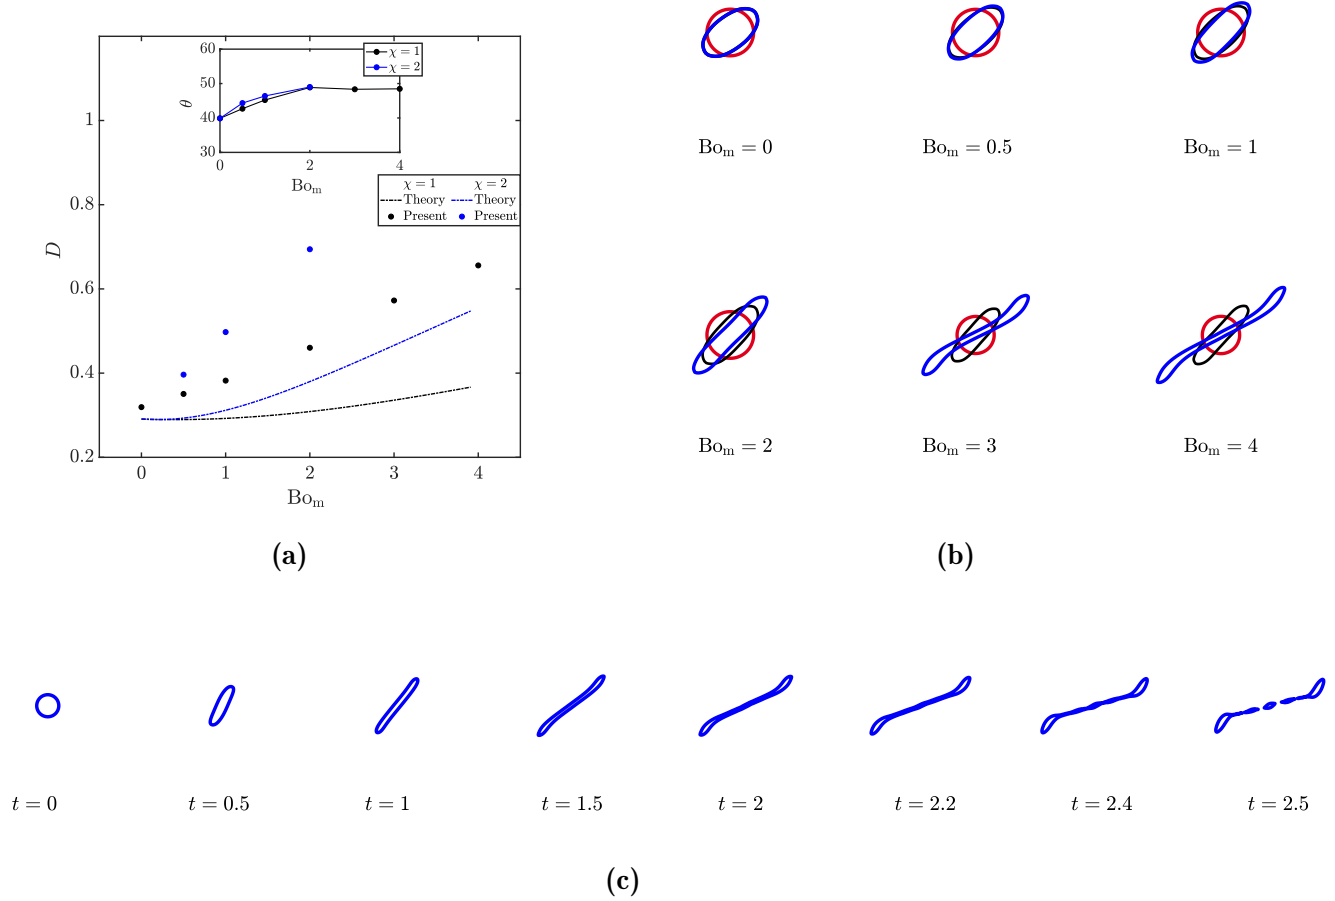 60
50
40
30
θ
0
2
4
Bo_m
χ = 1
χ = 2
χ = 1 χ = 2
Theory Theory
Present Present
1
0.8
0.6
0.4
0.2
D
0 1 2 3 4
Bo_m
(a)
Bo_m = 0 Bo_m = 0.5 Bo_m = 1
Bo_m = 2 Bo_m = 3 Bo_m = 4
(b)
t = 0 t = 0.5 t = 1 t = 1.5 t = 2 t = 2.2 t = 2.4 t = 2.5
(c)